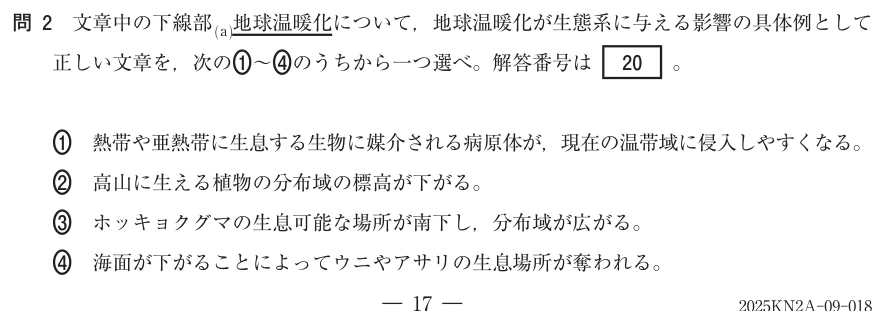 問 2 文章中の下線部(a)地球温暖化について，地球温暖化が生態系に与える影響の具体例として
正しい文章を，次の①～④のうちから一つ選べ。解答番号は 20 。
① 熱帯や亜熱帯に生息する生物に媒介される病原体が，現在の温帯域に侵入しやすくなる。
② 高山に生える植物の分布域の標高が下がる。
③ ホッキョクグマの生息可能な場所が南下し，分布域が広がる。
④ 海面が下がることによってウニやアサリの生息場所が奪われる。
— 17 —
2025KN2A-09-018